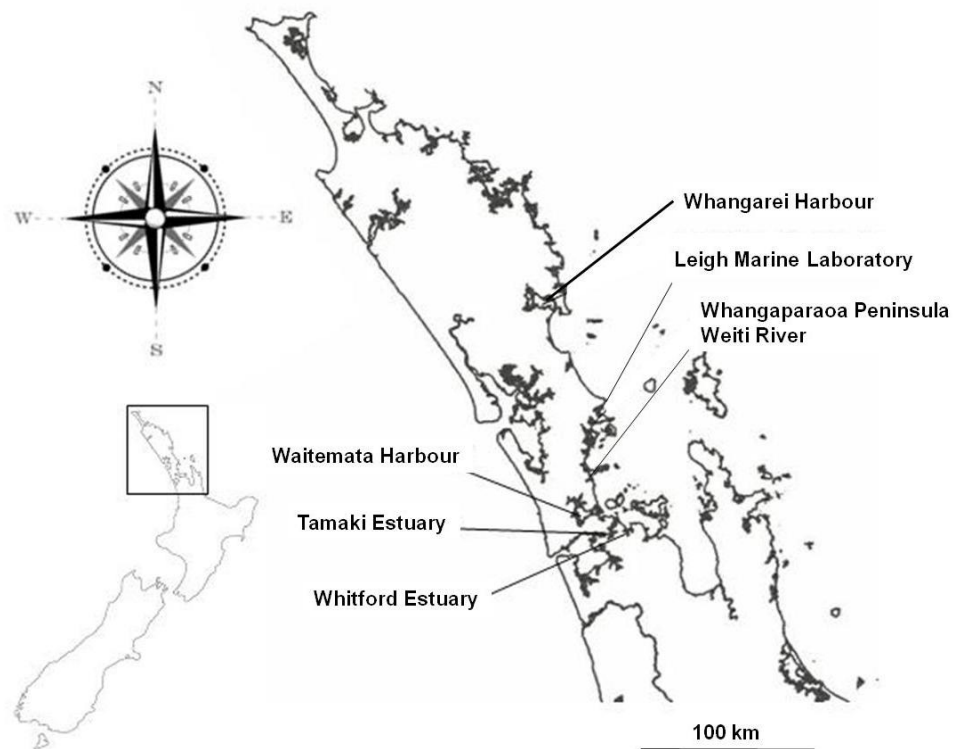 N
W
E
S
Whangarei Harbour
Leigh Marine Laboratory
Whangaparaoa Peninsula
Weiti River
Waitemata Harbour
Tamaki Estuary
Whitford Estuary
100 km